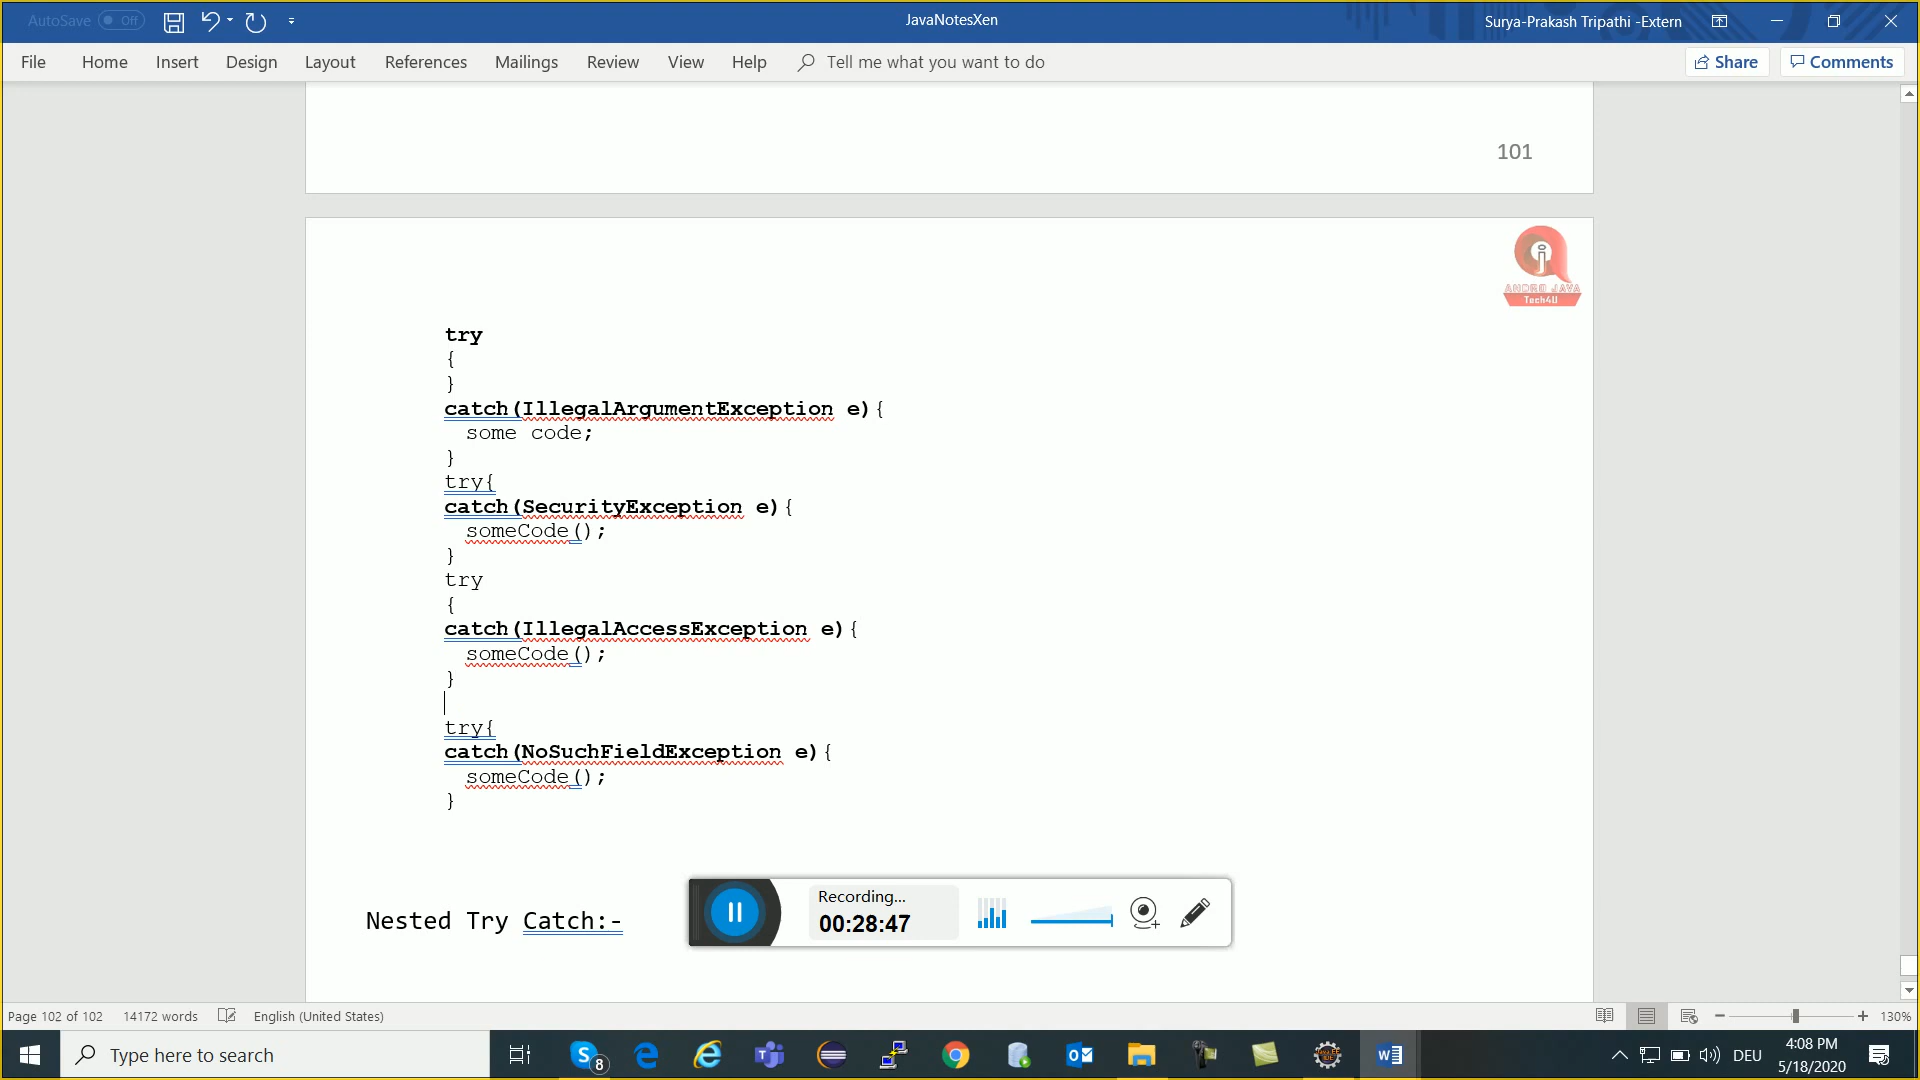 AutoSave Off
JavaNotesXen
Surya-Prakash Tripathi -Extern
File Home Insert Design Layout References Mailings Review View Help Tell me what you want to do Share Comments
101
ANDRO JAVA
Tech4U
try
{
}
catch(IllegalArgumentException e){
some code;
}
try{
catch(SecurityException e){
someCode();
}
try
{
catch(IllegalAccessException e){
someCode();
}
try{
catch(NoSuchFieldException e){
someCode();
}
Nested Try Catch:-
Recording...
00:28:47
Page 102 of 102 14172 words English (United States) 130%
Type here to search
8
DEU
4:08 PM
5/18/2020